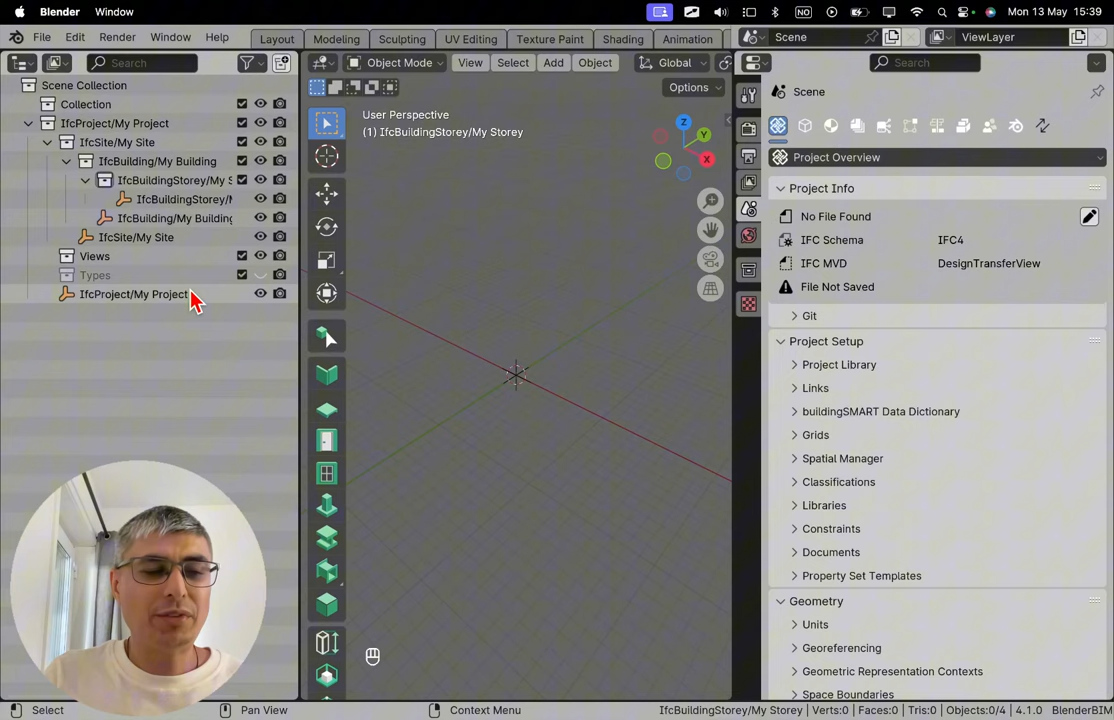 Blender Window NO Mon 13 May 15:39
File Edit Render Window Help Layout Modeling Sculpting UV Editing Texture Paint Shading Animation Scene ViewLayer
Search Object Mode View Select Add Object Global Search
Scene Collection
Collection
IfcProject/My Project
IfcSite/My Site
IfcBuilding/My Building
IfcBuildingStorey/My S
IfcBuildingStorey/M
IfcBuilding/My Building
IfcSite/My Site
Views
Types
IfcProject/My Project
Options
User Perspective
(1) IfcBuildingStorey/My Storey
Z
Y
X
Scene
Project Overview
Project Info
No File Found
IFC Schema IFC4
IFC MVD DesignTransferView
File Not Saved
Git
Project Setup
Project Library
Links
buildingSMART Data Dictionary
Grids
Spatial Manager
Classifications
Libraries
Constraints
Documents
Property Set Templates
Geometry
Units
Georeferencing
Geometric Representation Contexts
Space Boundaries
Select Pan View Context Menu IfcBuildingStorey/My Storey | Verts:0 | Faces:0 | Tris:0 | Objects:0/4 | 4.1.0 BlenderBIM